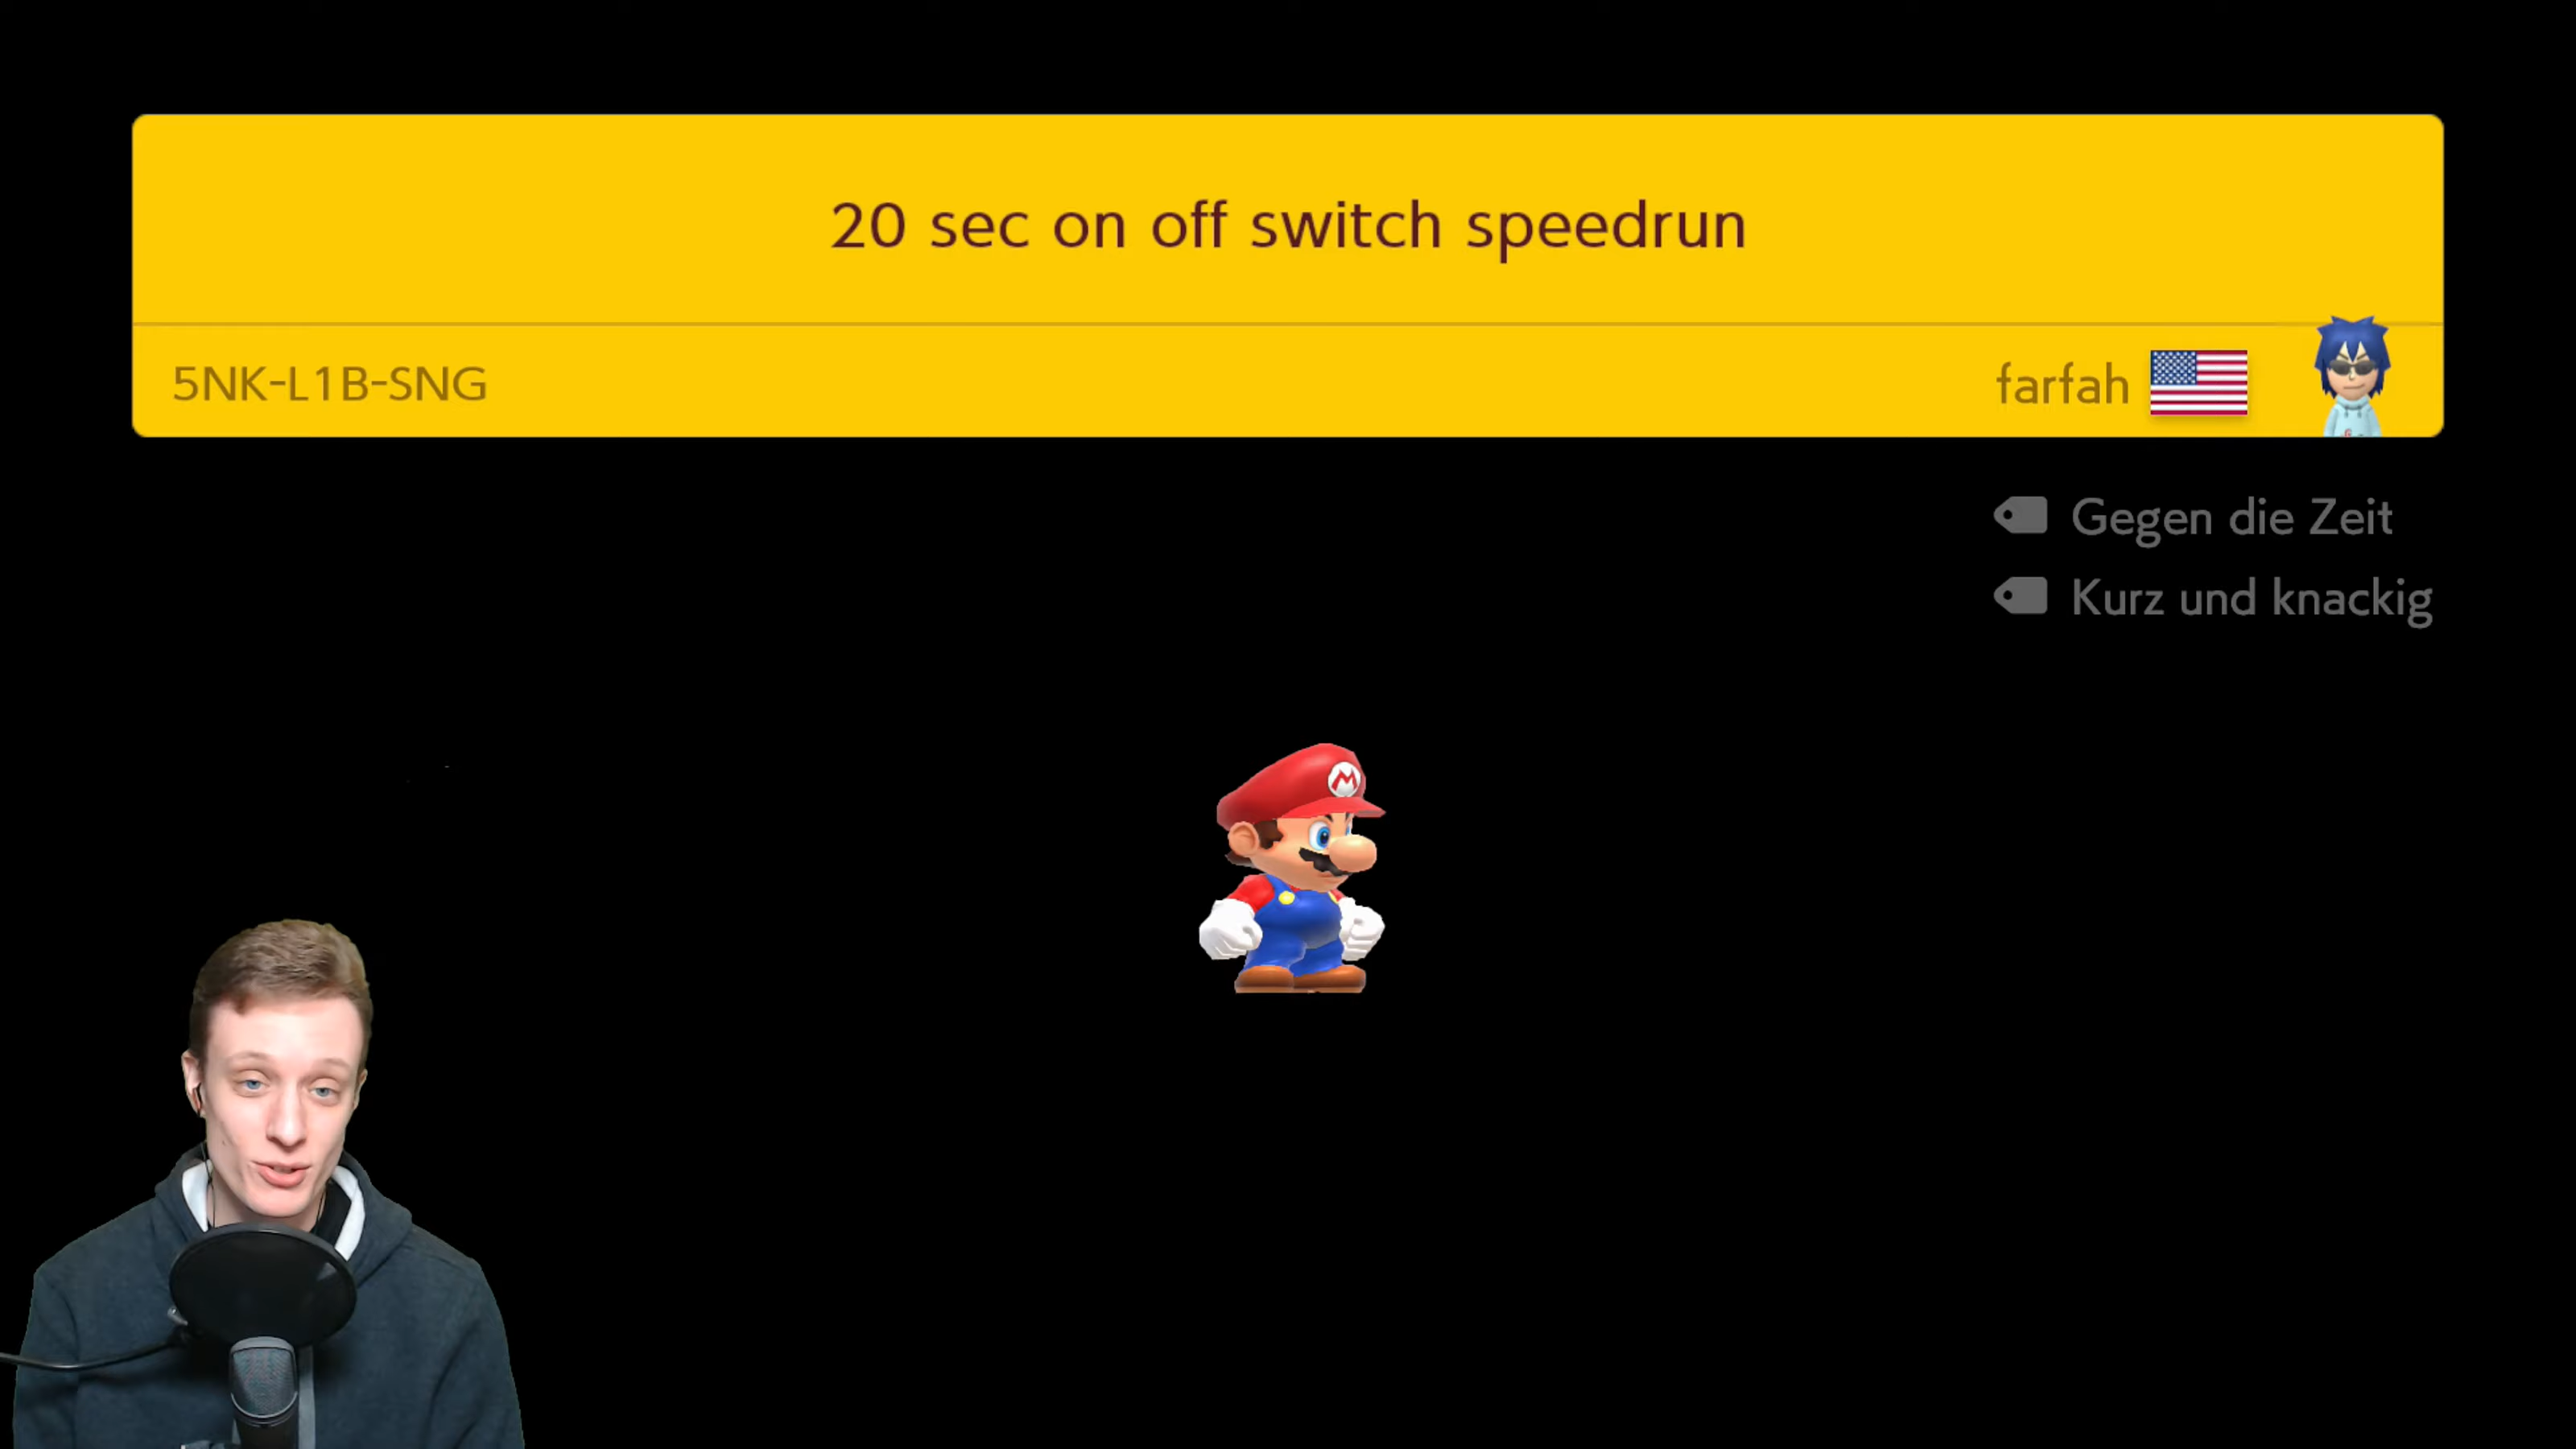 20 sec on off switch speedrun
5NK-L1B-SNG
farfah
Gegen die Zeit
Kurz und knackig
M